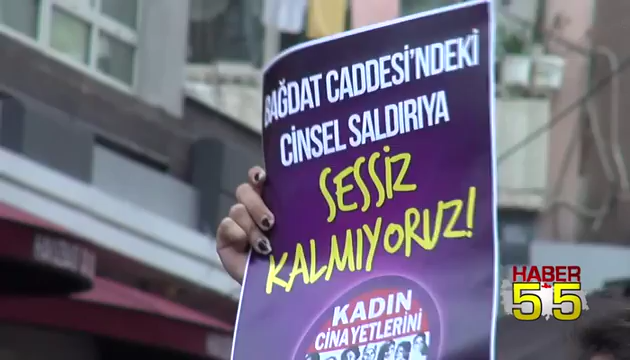 BAĞDAT CADDESİ'NDEKİ
CİNSEL SALDIRIYA
SESSİZ
KALMIYORUZ!
KADIN
CİNAYETLERİNİ
HABER
55